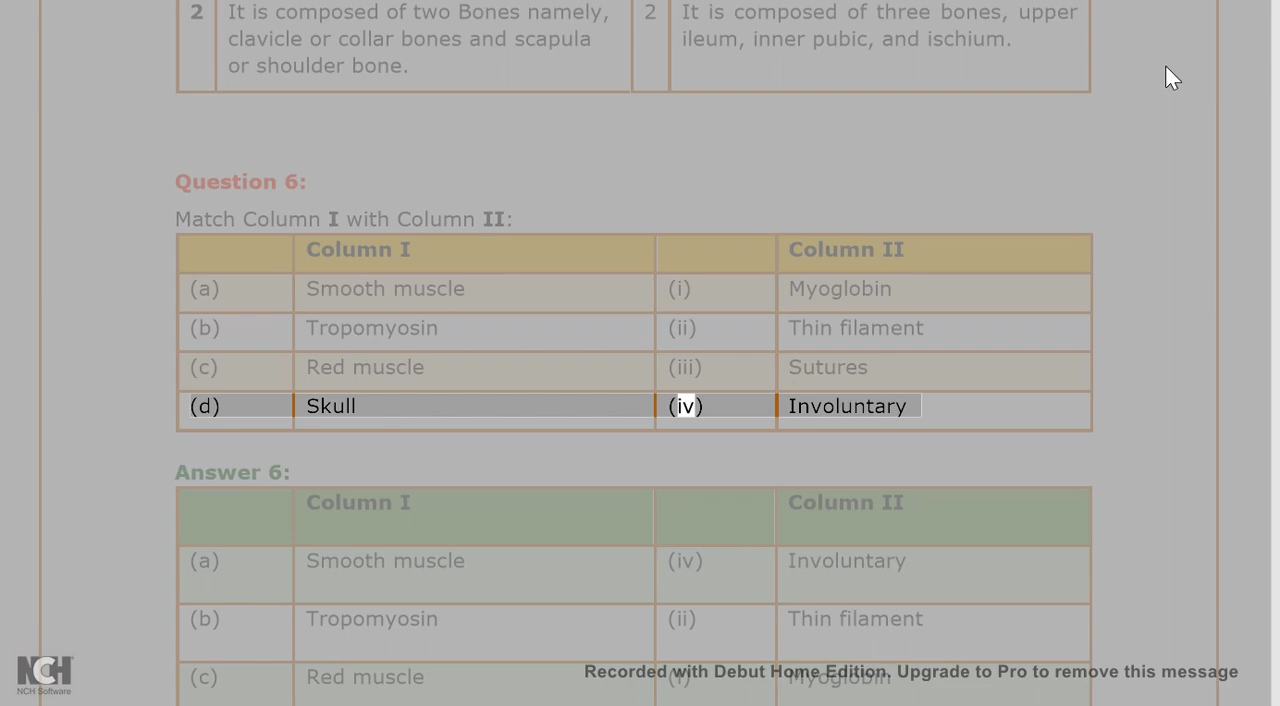 2 It is composed of two Bones namely, 2 It is composed of three bones, upper
clavicle or collar bones and scapula ileum, inner pubic, and ischium.
or shoulder bone.
Question 6:
Match Column I with Column II:
Column I Column II
(a) Smooth muscle (i) Myoglobin
(b) Tropomyosin (ii) Thin filament
(c) Red muscle (iii) Sutures
(d) Skull (iv) Involuntary
Answer 6:
Column I Column II
(a) Smooth muscle (iv) Involuntary
(b) Tropomyosin (ii) Thin filament
(c) Red muscle (i) Myoglobin
NCH
NCH Software
Recorded with Debut Home Edition. Upgrade to Pro to remove this message